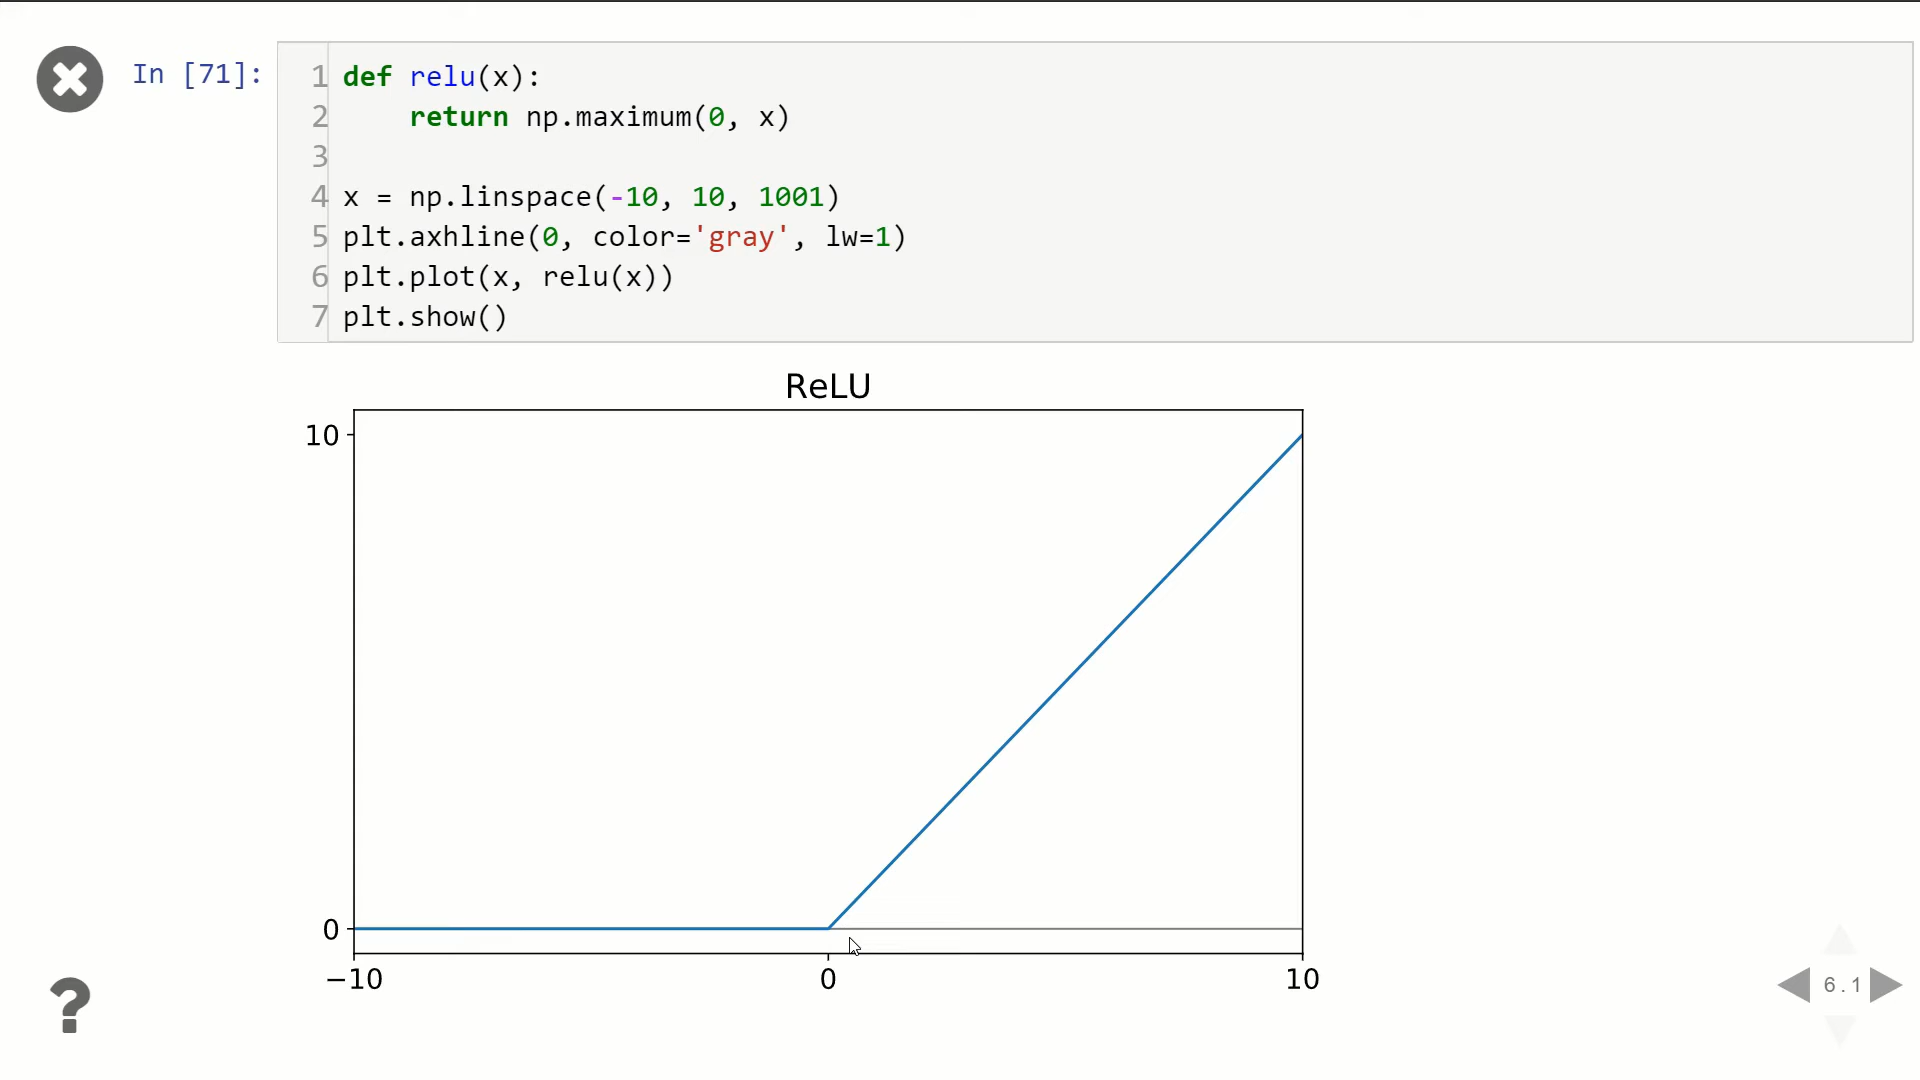 In [71]:
1 def relu(x):
2     return np.maximum(0, x)
3
4 x = np.linspace(-10, 10, 1001)
5 plt.axhline(0, color='gray', lw=1)
6 plt.plot(x, relu(x))
7 plt.show()
ReLU
10
0
−10 0 10
?
6.1